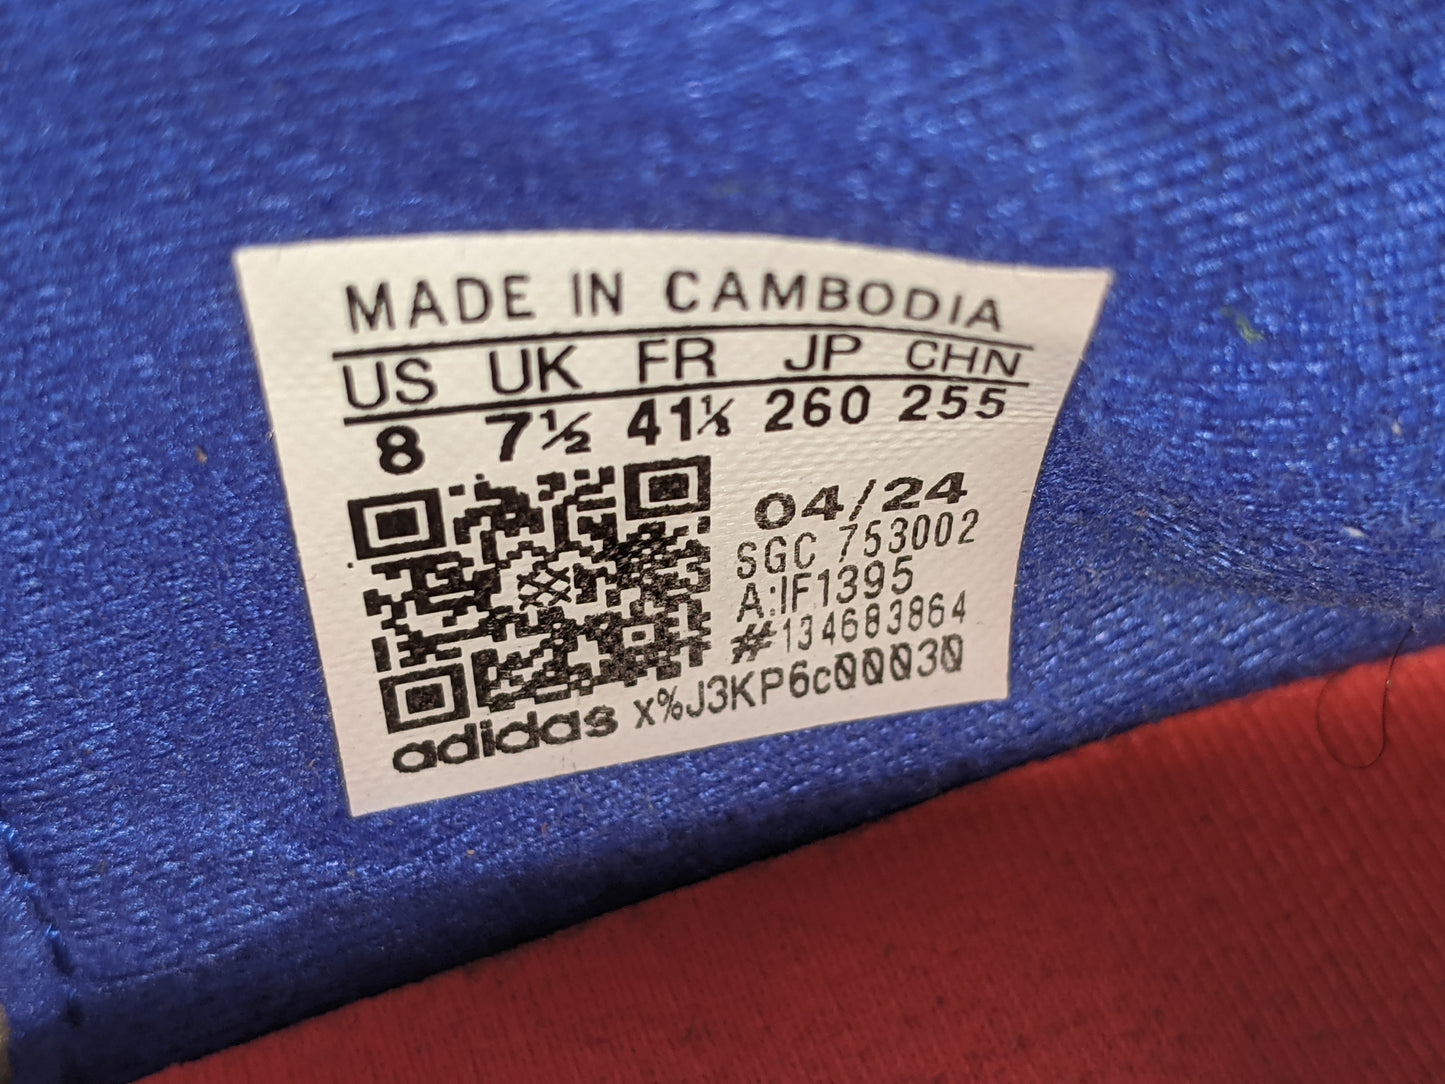 MADE IN CAMBODIA
US UK FR JP CHN
8 7½ 41⅓ 260 255
04/24
SGC 753002
A:IF1395
#134683864
adidas x%J3KP6c000030